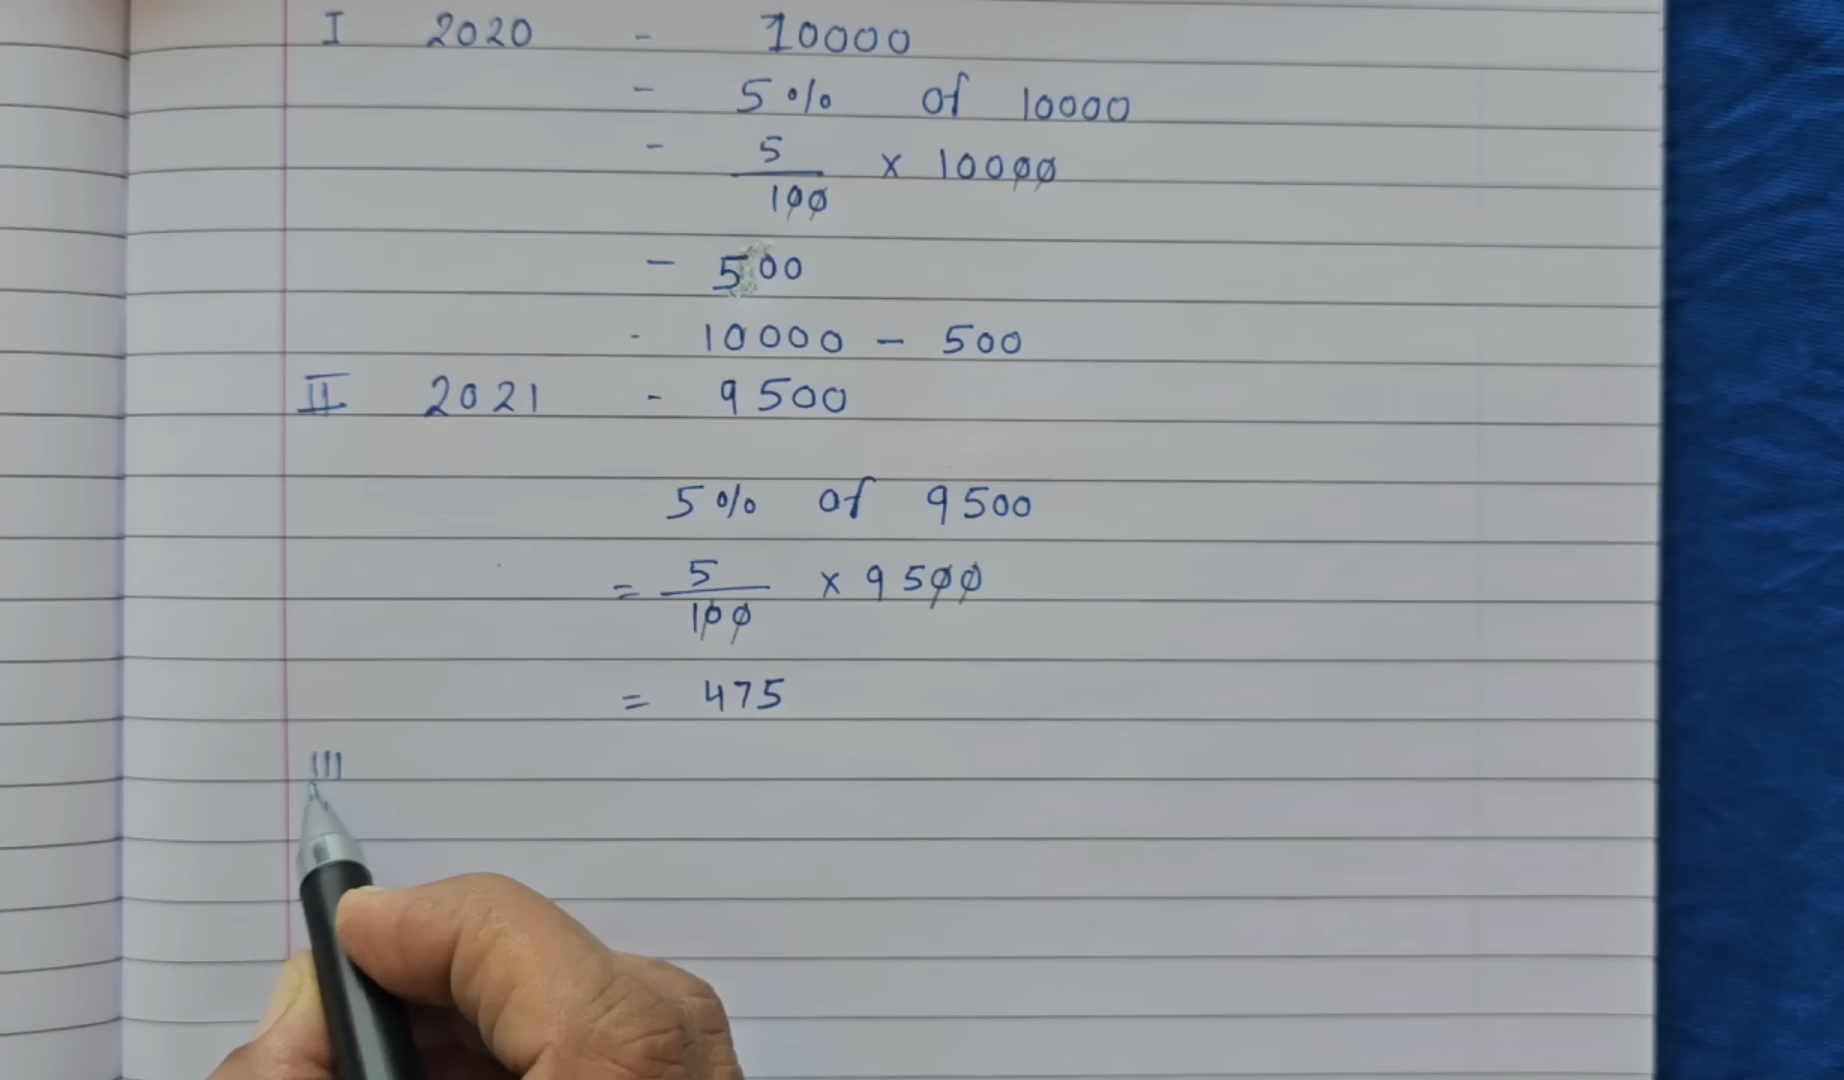 I 2020 - 10000
- 5% of 10000
- 5/100 x 10000
- 500
- 10000 - 500
II 2021 - 9500
5% of 9500
= 5/100 x 9500
= 475
III